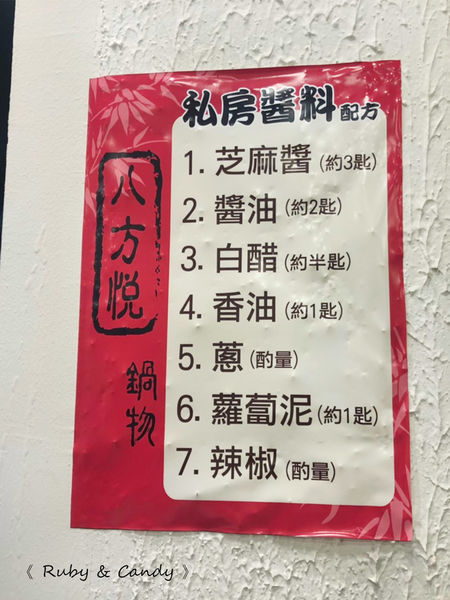 私房醬料配方
1. 芝麻醬(約3匙)
2. 醬油(約2匙)
3. 白醋(約半匙)
4. 香油(約1匙)
5. 蔥(酌量)
6. 蘿蔔泥(約1匙)
7. 辣椒(酌量)
八方悅
鍋物
《 Ruby & Candy 》